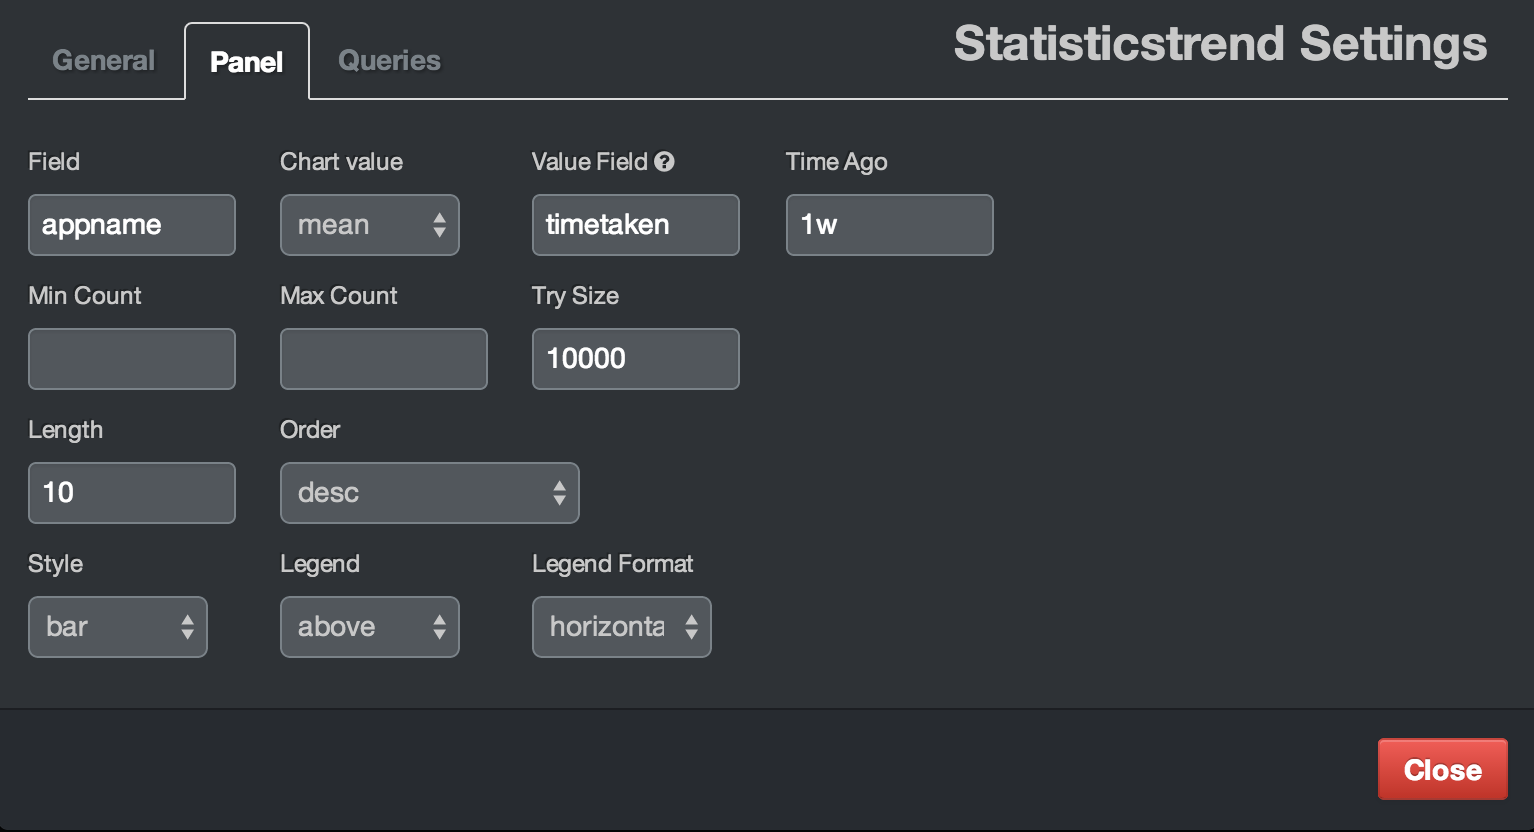 General Panel Queries Statisticstrend Settings
Field Chart value Value Field Time Ago
appname mean timetaken 1w
Min Count Max Count Try Size
10000
Length Order
10 desc
Style Legend Legend Format
bar above horizonta
Close